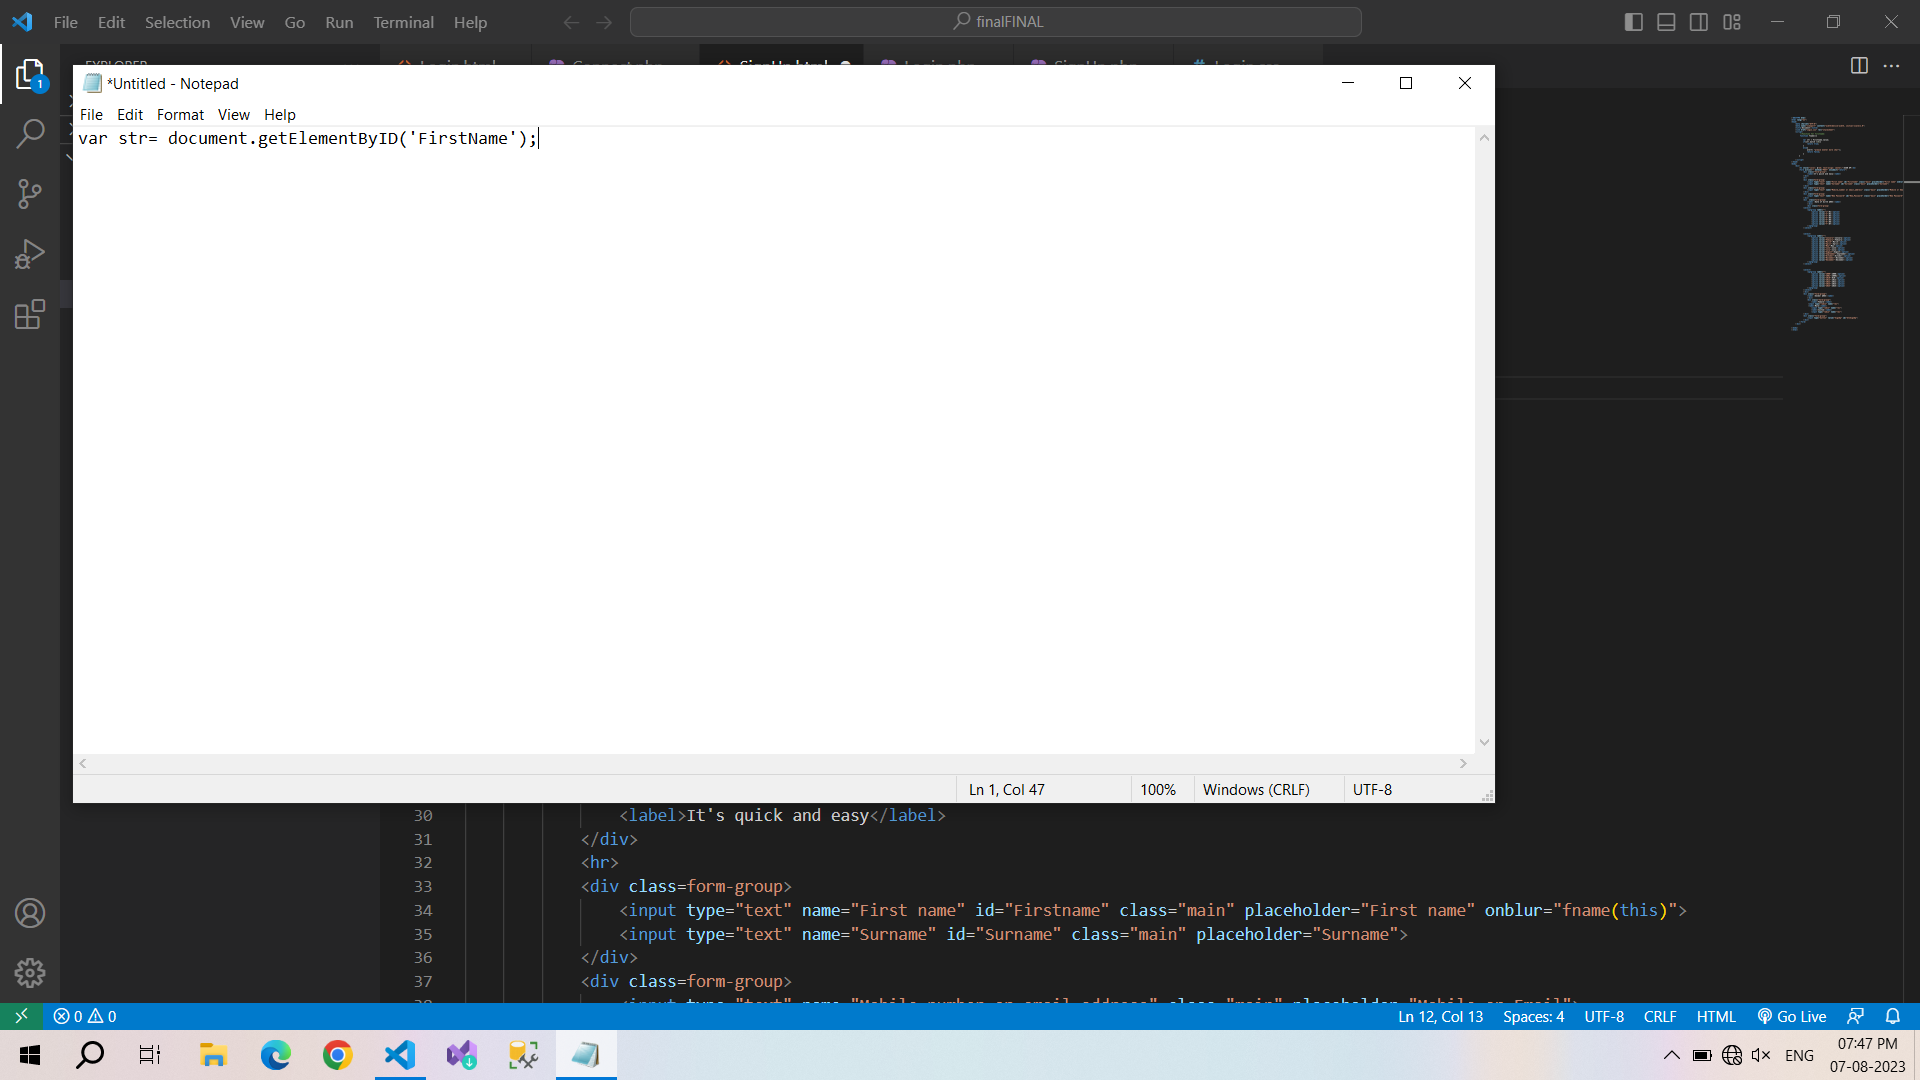 File Edit Selection View Go Run Terminal Help
finalFINAL
*Untitled - Notepad
File Edit Format View Help
var str= document.getElementByID('FirstName');
1
Ln 1, Col 47 100% Windows (CRLF) UTF-8
30 <label>It's quick and easy</label>
31 </div>
32 <hr>
33 <div class=form-group>
34 <input type="text" name="First name" id="Firstname" class="main" placeholder="First name" onblur="fname(this)">
35 <input type="text" name="Surname" id="Surname" class="main" placeholder="Surname">
36 </div>
37 <div class=form-group>
0 0 Ln 12, Col 13 Spaces: 4 UTF-8 CRLF HTML Go Live
ENG 07:47 PM
07-08-2023